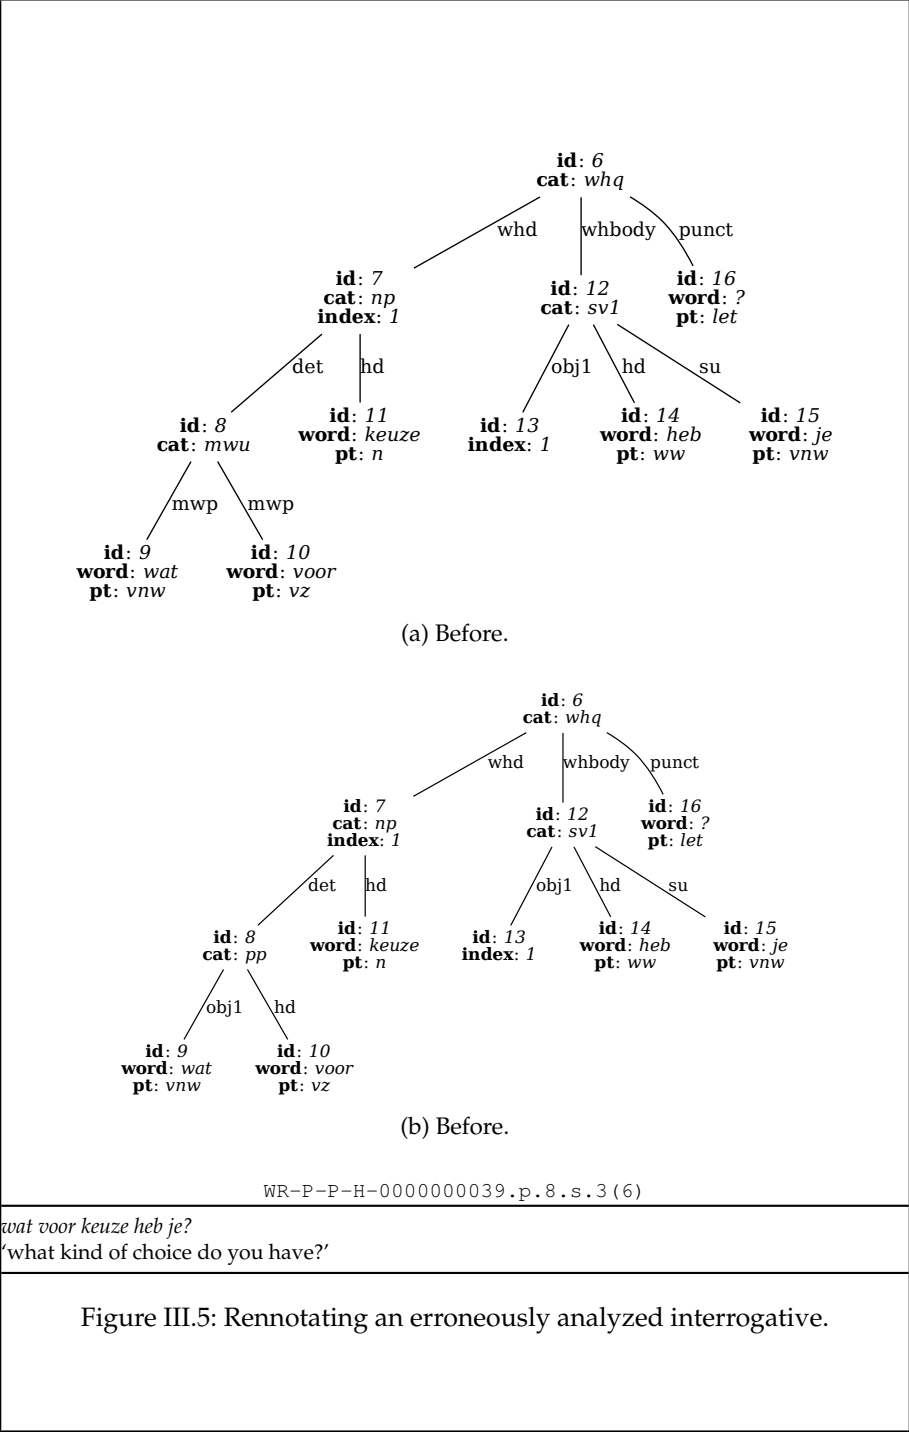 id: 6
cat: whq
whd
whbody
punct
id: 7
cat: np
index: 1
id: 12
cat: sv1
id: 16
word: ?
pt: let
det
hd
obj1
hd
su
id: 8
cat: mwu
id: 11
word: keuze
pt: n
id: 13
index: 1
id: 14
word: heb
pt: ww
id: 15
word: je
pt: vnw
mwp
mwp
id: 9
word: wat
pt: vnw
id: 10
word: voor
pt: vz
(a) Before.
id: 6
cat: whq
whd
whbody
punct
id: 7
cat: np
index: 1
id: 12
cat: sv1
id: 16
word: ?
pt: let
det
hd
obj1
hd
su
id: 8
cat: pp
id: 11
word: keuze
pt: n
id: 13
index: 1
id: 14
word: heb
pt: ww
id: 15
word: je
pt: vnw
obj1
hd
id: 9
word: wat
pt: vnw
id: 10
word: voor
pt: vz
(b) Before.
WR-P-P-H-0000000039.p.8.s.3(6)
wat voor keuze heb je?
‘what kind of choice do you have?’
Figure III.5: Rennotating an erroneously analyzed interrogative.